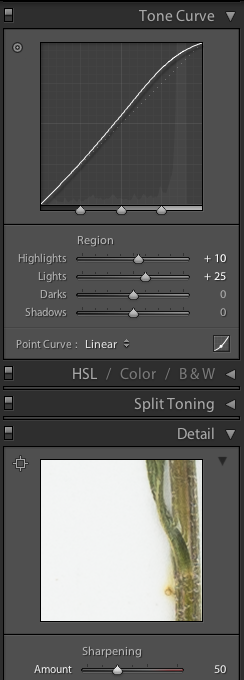 Tone Curve
Region
Highlights + 10
Lights + 25
Darks 0
Shadows 0
Point Curve : Linear
HSL / Color / B & W
Split Toning
Detail
Sharpening
Amount 50